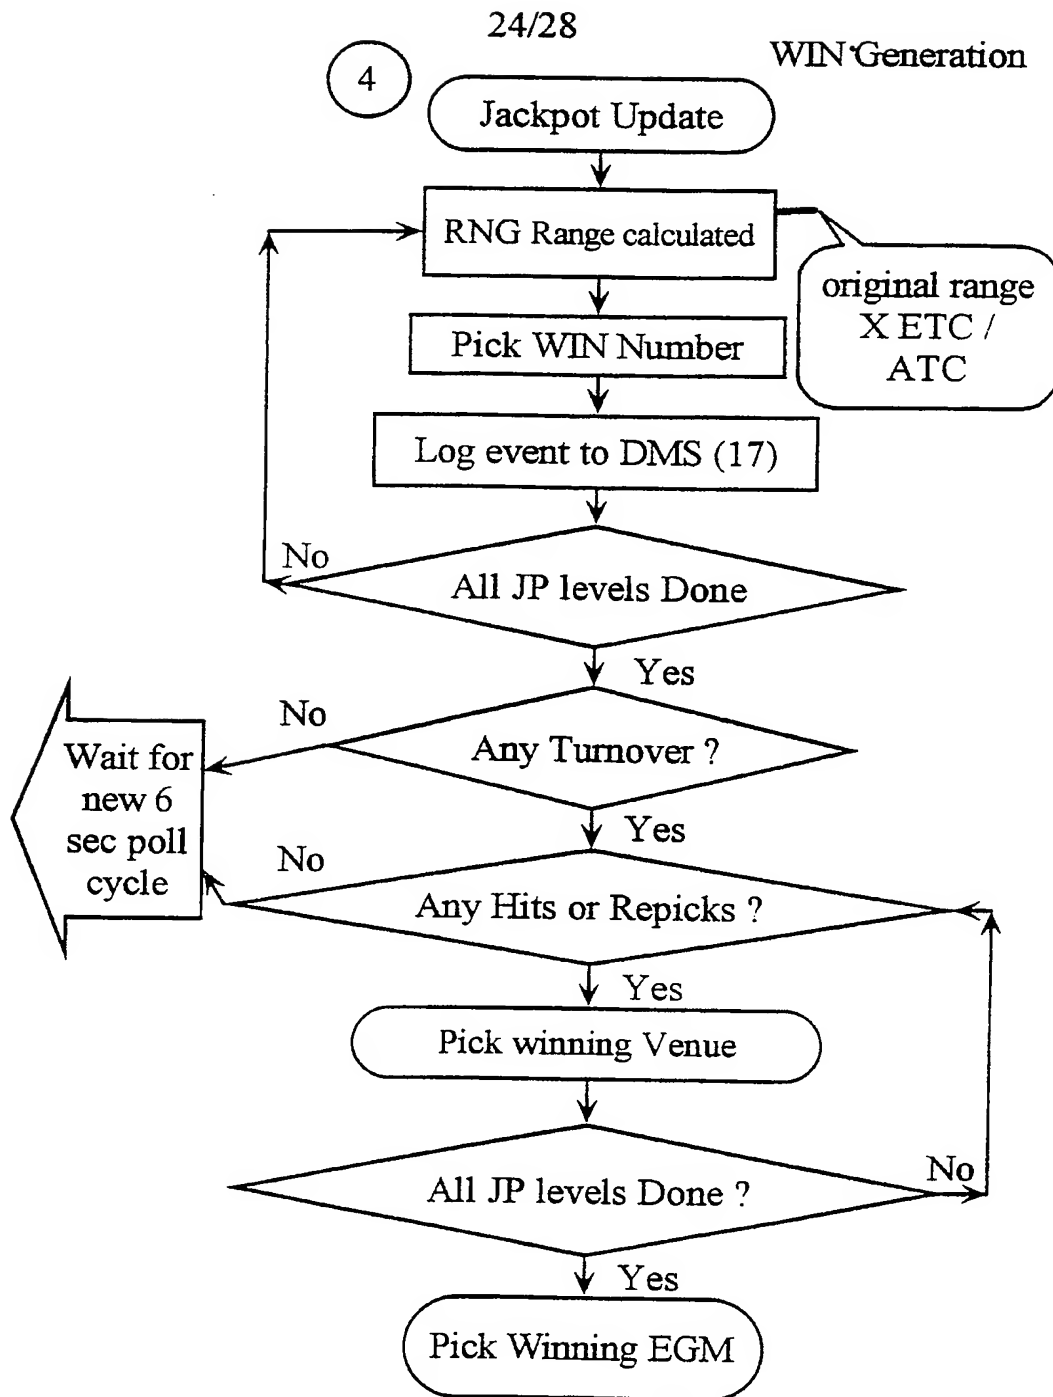 24/28
WIN Generation
4
Jackpot Update
RNG Range calculated
original range
X ETC /
ATC
Pick WIN Number
Log event to DMS (17)
No
All JP levels Done
Yes
No
Any Turnover ?
Wait for
new 6
sec poll
cycle
Yes
No
Any Hits or Repicks ?
Yes
Pick winning Venue
No
All JP levels Done ?
Yes
Pick Winning EGM